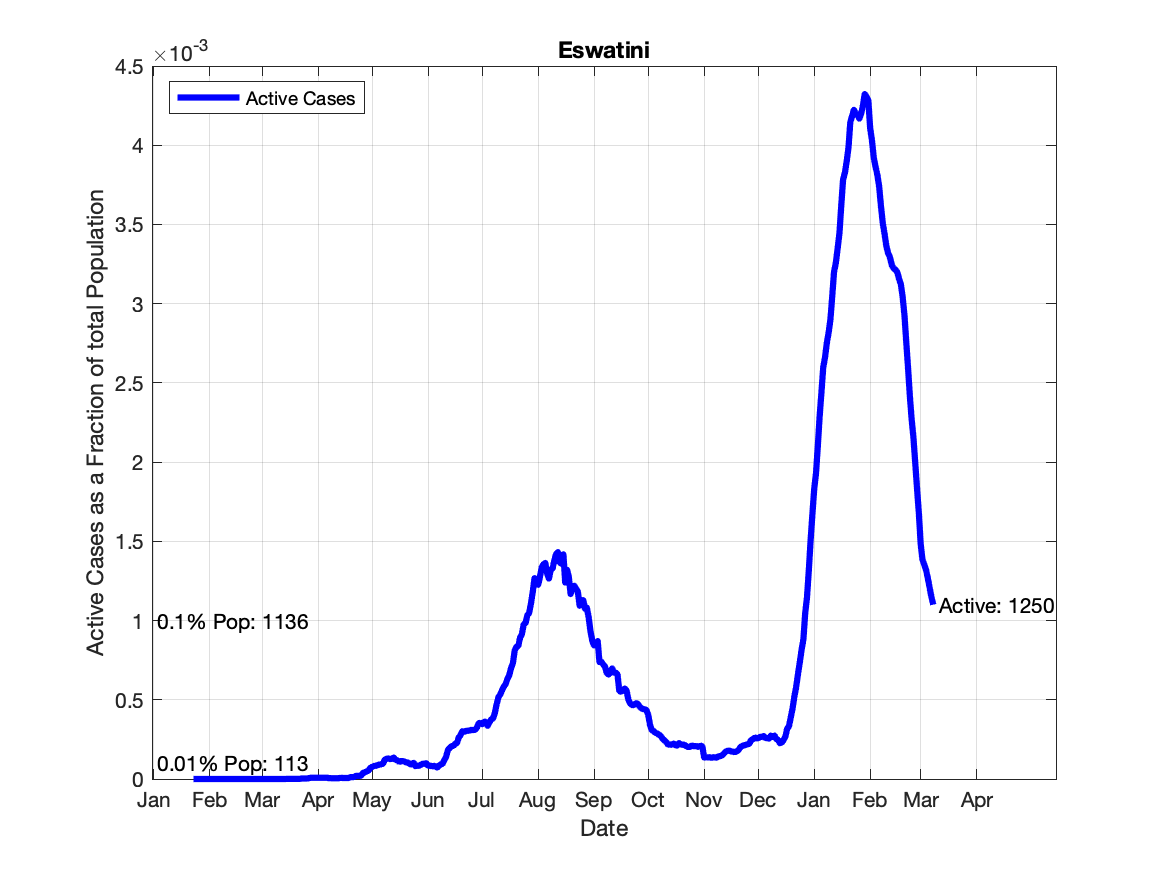 Eswatini
×10-3
Active Cases
4.5
4
3.5
3
2.5
2
1.5
1
0.5
0
Active Cases as a Fraction of total Population
0.1% Pop: 1136
0.01% Pop: 113
Active: 1250
Jan Feb Mar Apr May Jun Jul Aug Sep Oct Nov Dec Jan Feb Mar Apr
Date